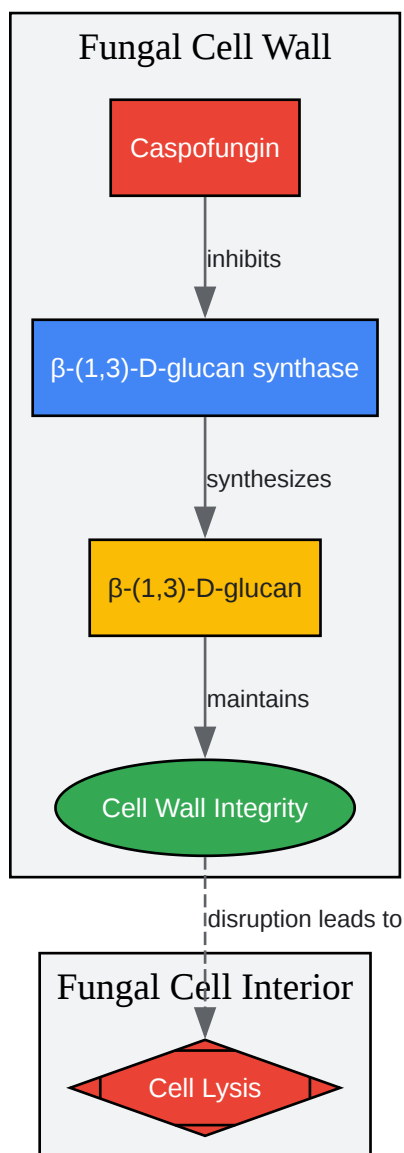 Fungal Cell Wall
Caspofungin
inhibits
β-(1,3)-D-glucan synthase
synthesizes
β-(1,3)-D-glucan
maintains
Cell Wall Integrity
disruption leads to
Fungal Cell Interior
Cell Lysis